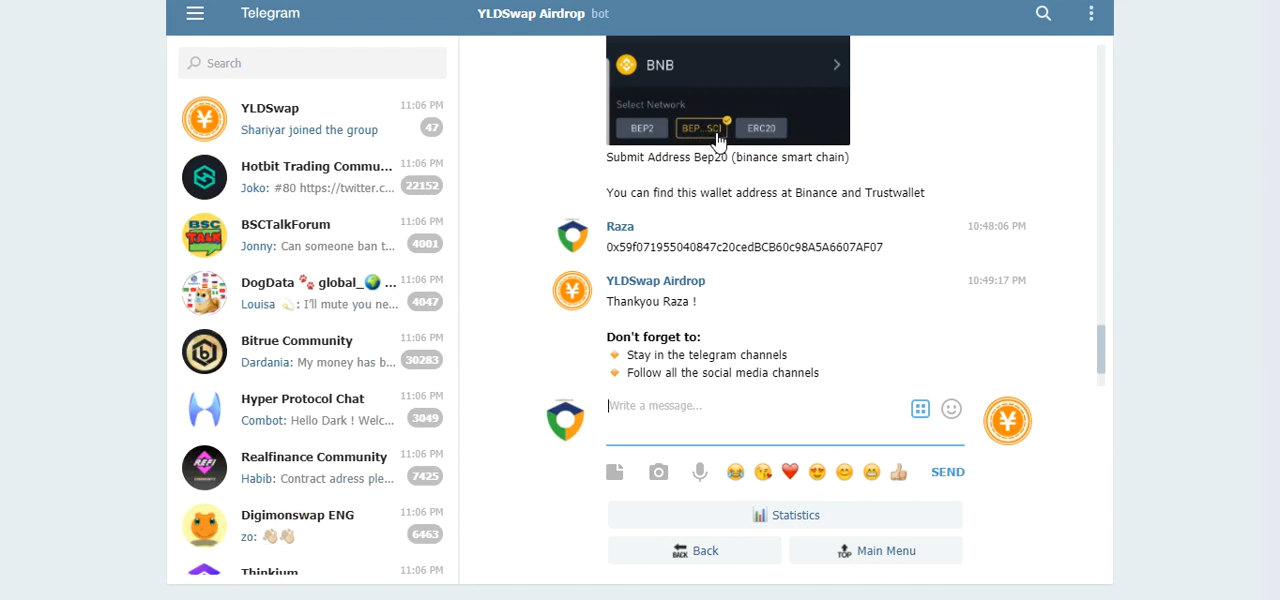 Telegram
YLDSwap Airdrop bot
Search
YLDSwap 11:06 PM
Shariyar joined the group 47
Hotbit Trading Commu... 11:06 PM
Joko: #80 https://twitter.c... 22152
BSCTalkForum 11:06 PM
Jonny: Can someone ban t... 4001
DogData 🐾 global_🌍 ... 11:06 PM
Louisa 💫: I'll mute you ne... 4047
Bitrue Community 11:06 PM
Dardania: My money has b... 30283
Hyper Protocol Chat 11:06 PM
Combot: Hello Dark ! Welc... 3049
Realfinance Community 11:06 PM
Habib: Contract adress ple... 7425
Digimonswap ENG 11:06 PM
zo: 👏🏻👏🏻 6463
Thinkium 11:06 PM
BSC
TALK
REFI
BNB
Select Network
BEP2 BEP...SC) ERC20
Submit Address Bep20 (binance smart chain)
You can find this wallet address at Binance and Trustwallet
Raza 10:48:06 PM
0x59f071955040847c20cedBCB60c98A5A6607AF07
YLDSwap Airdrop 10:49:17 PM
Thankyou Raza !
Don't forget to:
🔸 Stay in the telegram channels
🔸 Follow all the social media channels
Write a message...
SEND
📊 Statistics
🔙 Back 🔝 Main Menu